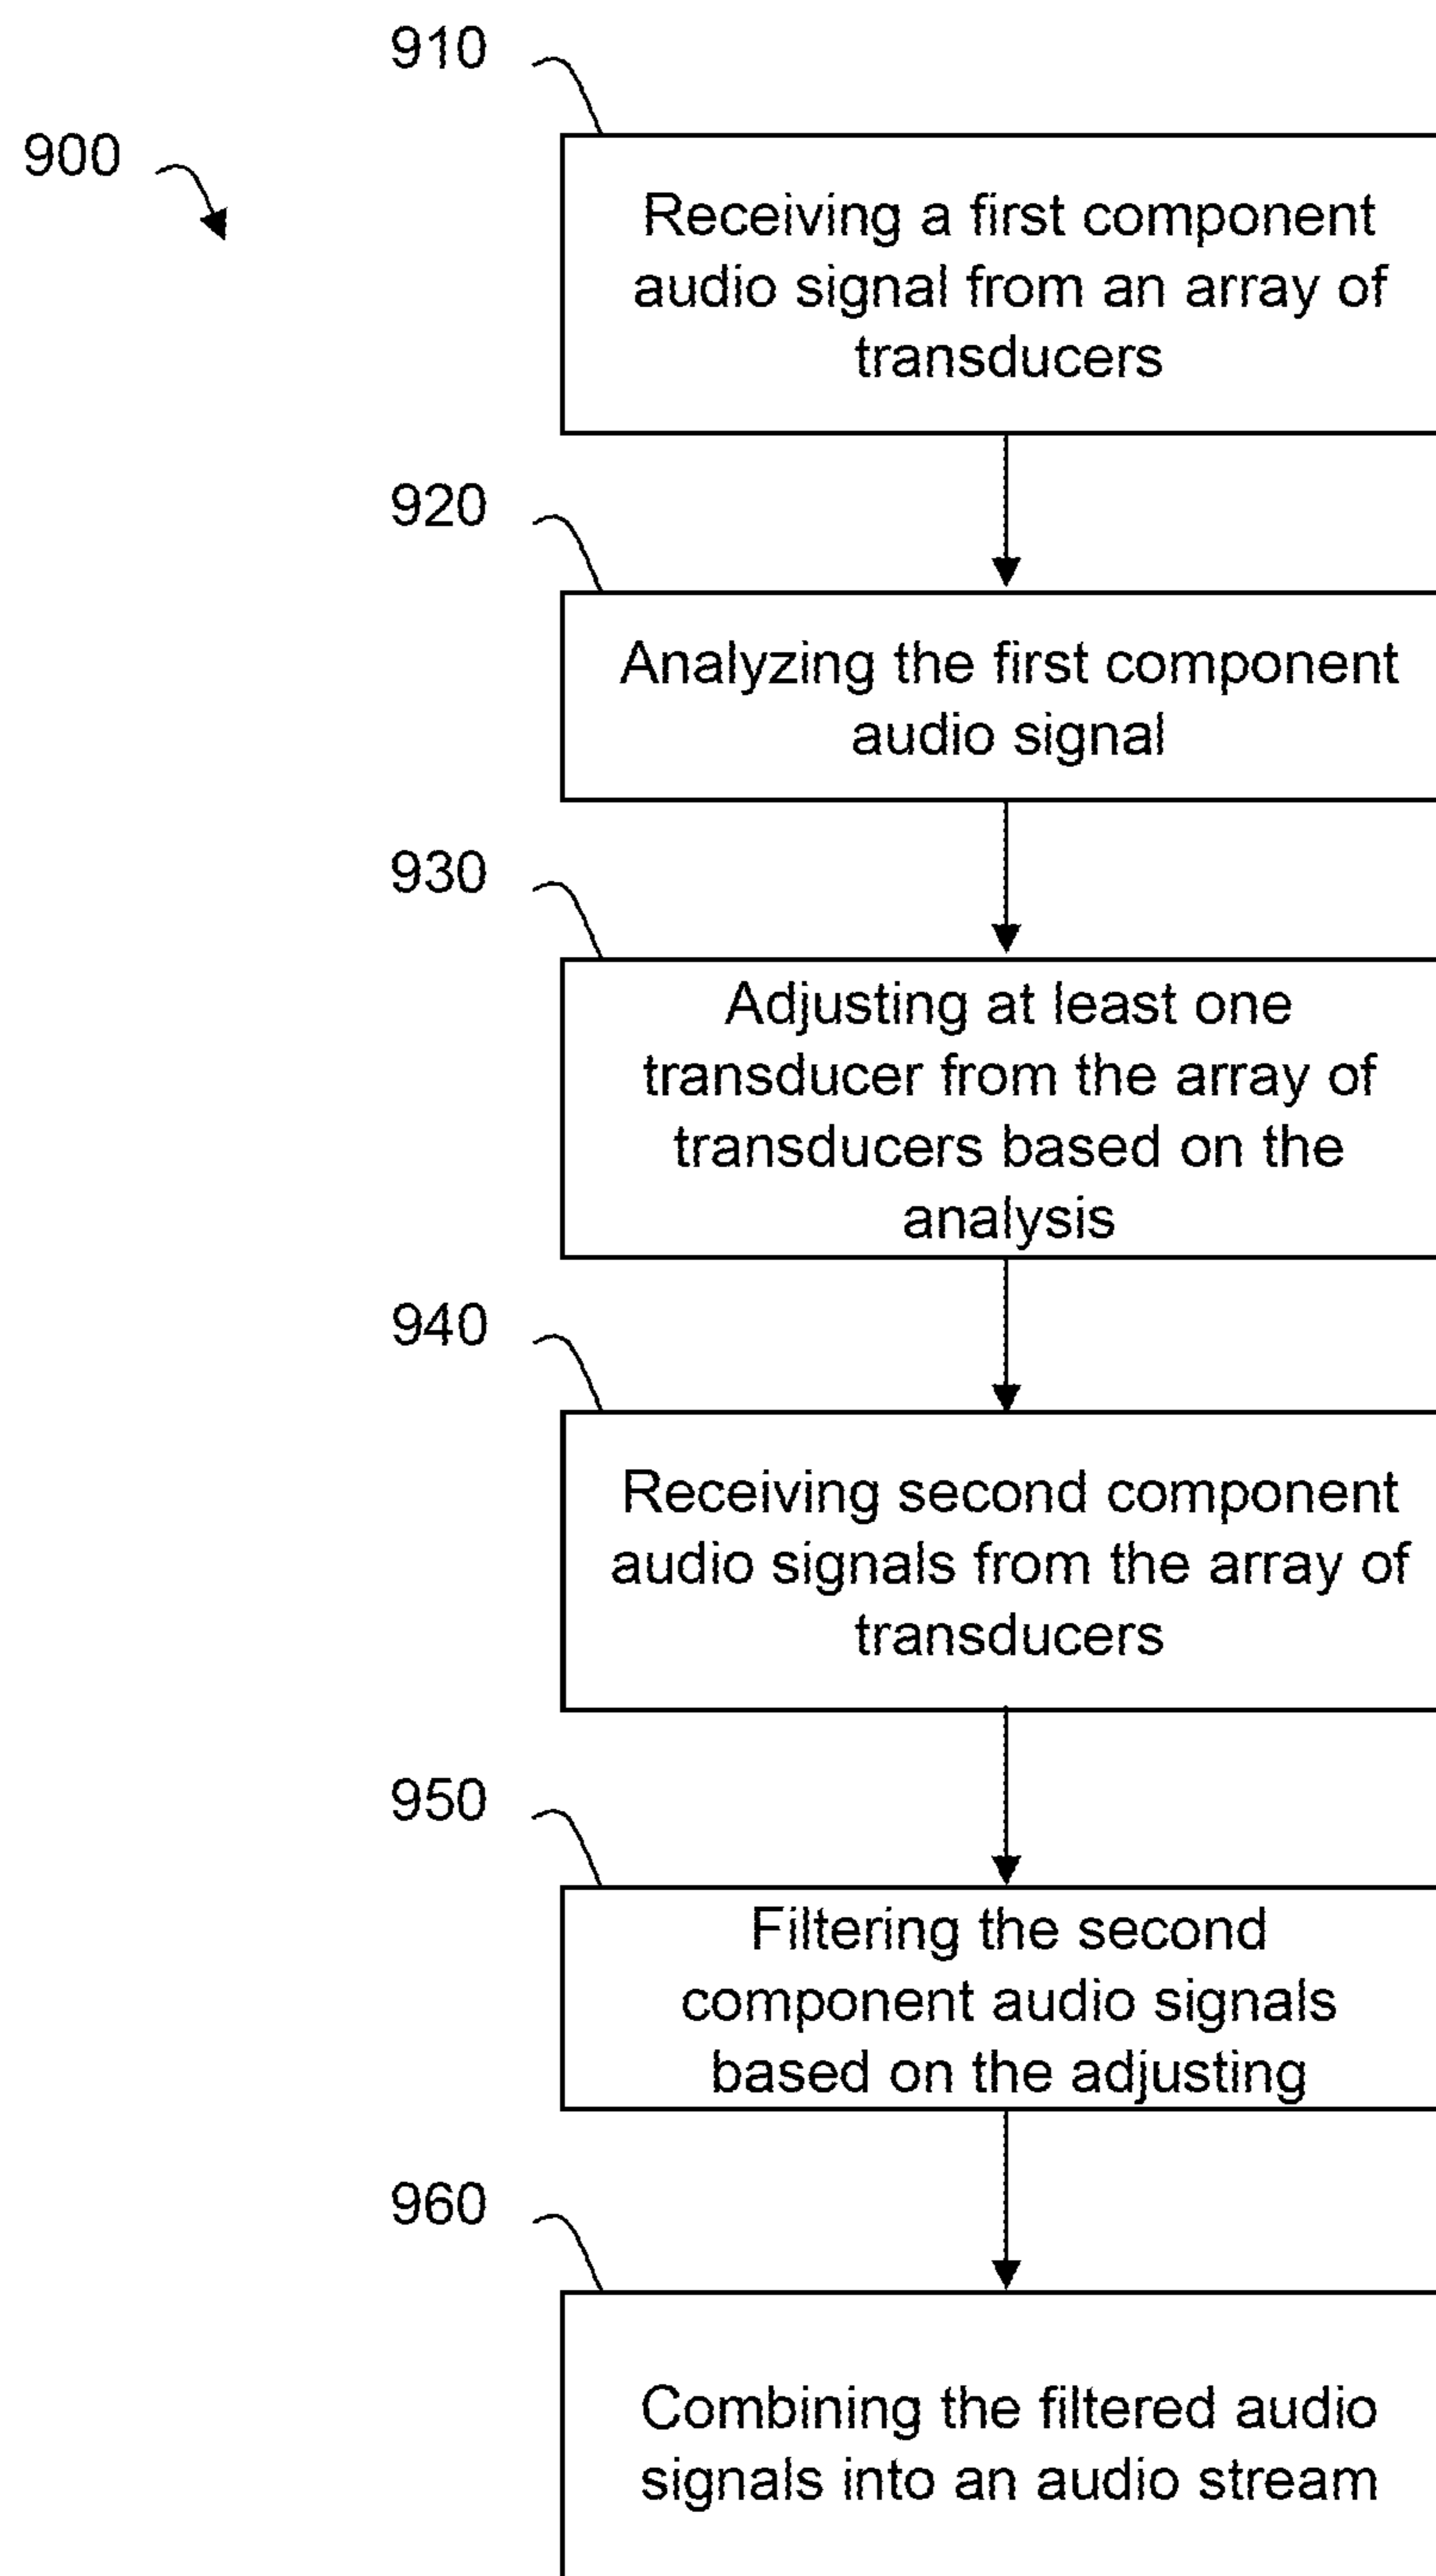 910
900
Receiving a first component
audio signal from an array of
transducers
920
Analyzing the first component
audio signal
930
Adjusting at least one
transducer from the array of
transducers based on the
analysis
940
Receiving second component
audio signals from the array of
transducers
950
Filtering the second
component audio signals
based on the adjusting
960
Combining the filtered audio
signals into an audio stream